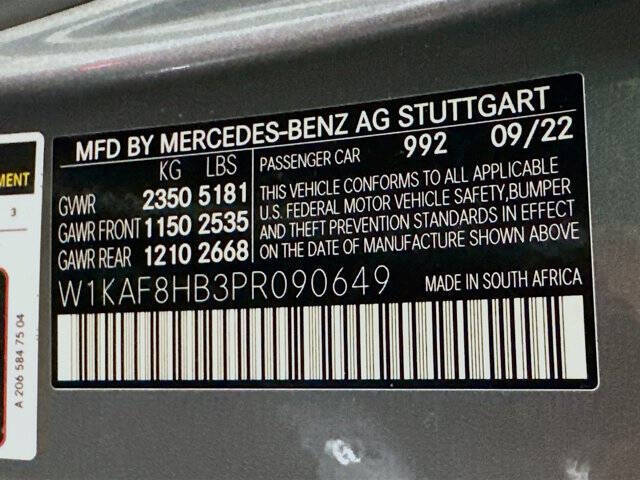 MFD BY MERCEDES-BENZ AG STUTTGART
KG LBS
GVWR 2350 5181
GAWR FRONT 1150 2535
GAWR REAR 1210 2668
PASSENGER CAR 992 09/22
THIS VEHICLE CONFORMS TO ALL APPLICABLE
U.S. FEDERAL MOTOR VEHICLE SAFETY,BUMPER
AND THEFT PREVENTION STANDARDS IN EFFECT
ON THE DATE OF MANUFACTURE SHOWN ABOVE
W1KAF8HB3PR090649 MADE IN SOUTH AFRICA
MENT
3
A 206 584 75 04